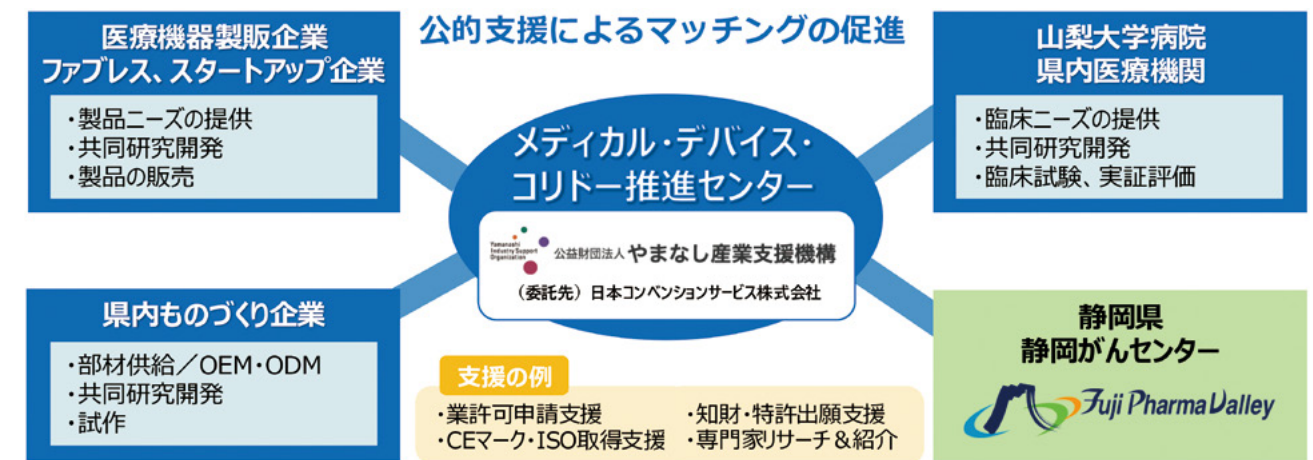 公的支援によるマッチングの促進
医療機器製販企業
ファブレス、スタートアップ企業
・製品ニーズの提供
・共同研究開発
・製品の販売
山梨大学病院
県内医療機関
・臨床ニーズの提供
・共同研究開発
・臨床試験、実証評価
メディカル・デバイス・
コリドー推進センター
Yamanashi
Industry Support
Organization
公益財団法人 やまなし産業支援機構
（委託先）日本コンベンションサービス株式会社
県内ものづくり企業
・部材供給／OEM・ODM
・共同研究開発
・試作
支援の例
・業許可申請支援
・知財・特許出願支援
・CEマーク・ISO取得支援
・専門家リサーチ＆紹介
静岡県
静岡がんセンター
Fuji Pharma Valley